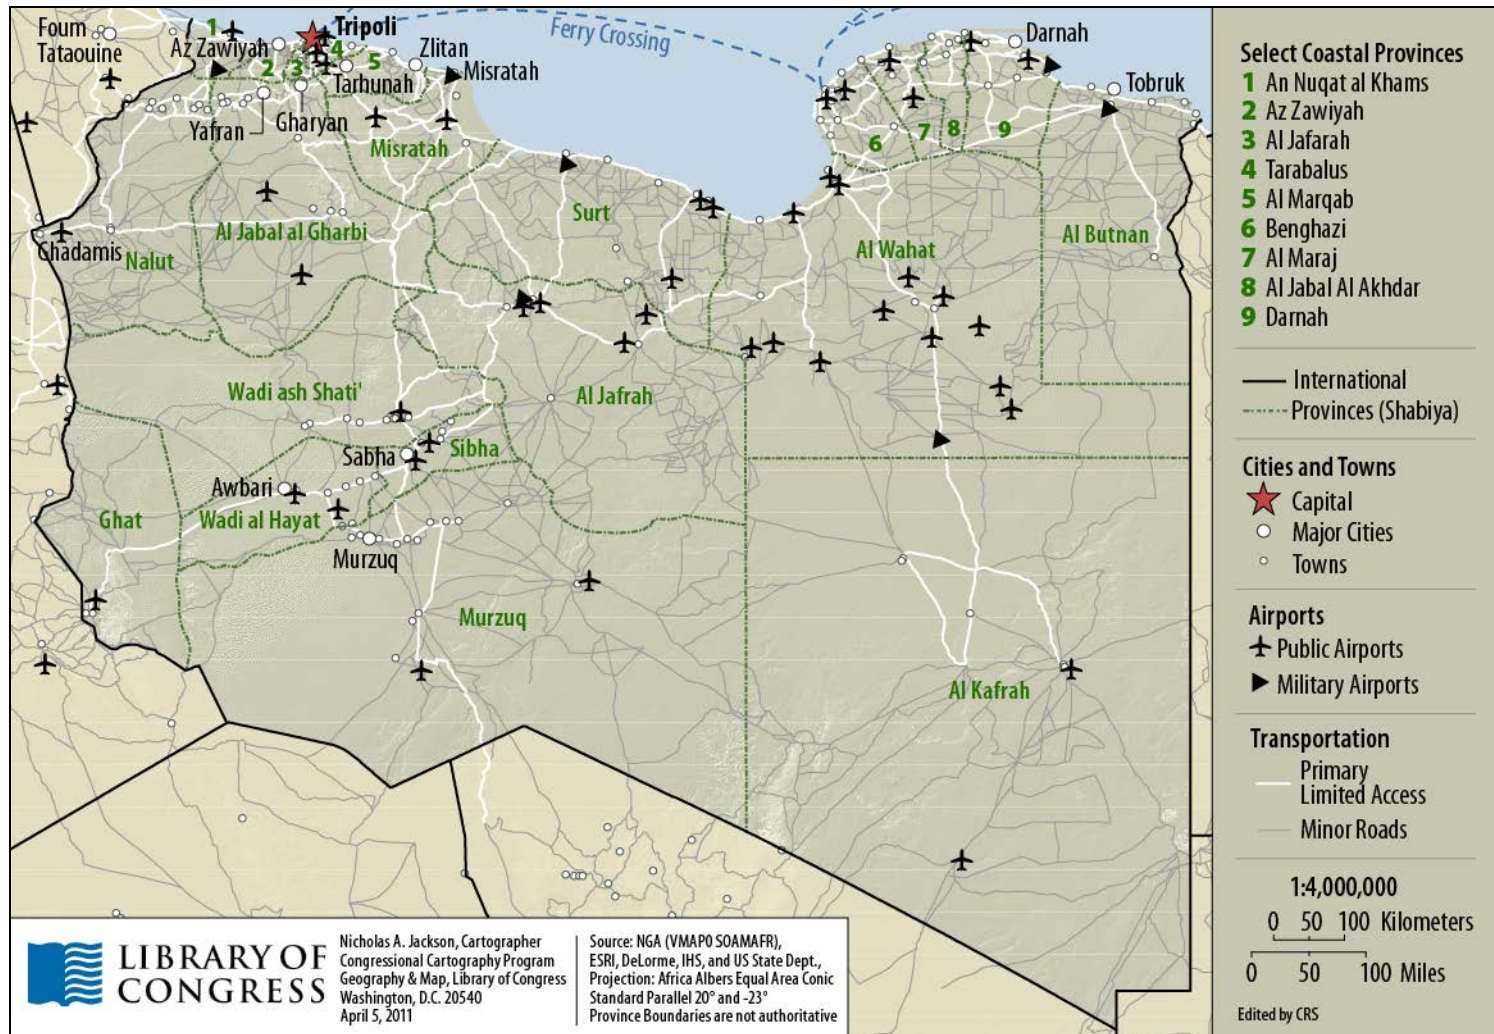 Foum
Tataouine
1
Az Zawiyah
Tripoli
Ferry Crossing
Darnah
2
3
4
5
Zlitan
Misratah
Tarhunah
Tobruk
Yafran
Gharyan
Misratah
6
7
8
9
Ghadamis
Nalut
Al Jabal al Gharbi
Surt
Al Wahat
Al Butnan
Wadi ash Shati'
Al Jafrah
Sabha
Sibha
Awbari
Ghat
Wadi al Hayat
Murzuq
Murzuq
Al Kafrah
Select Coastal Provinces
1 An Nuqat al Khams
2 Az Zawiyah
3 Al Jafarah
4 Tarabalus
5 Al Marqab
6 Benghazi
7 Al Maraj
8 Al Jabal Al Akhdar
9 Darnah
International
Provinces (Shabiya)
Cities and Towns
Capital
Major Cities
Towns
Airports
Public Airports
Military Airports
Transportation
Primary
Limited Access
Minor Roads
1:4,000,000
0 50 100 Kilometers
0 50 100 Miles
Edited by CRS
LIBRARY OF
CONGRESS
Nicholas A. Jackson, Cartographer
Congressional Cartography Program
Geography & Map, Library of Congress
Washington, D.C. 20540
April 5, 2011
Source: NGA (VMAP0 SOAMAFR),
ESRI, DeLorme, IHS, and US State Dept.,
Projection: Africa Albers Equal Area Conic
Standard Parallel 20° and -23°
Province Boundaries are not authoritative